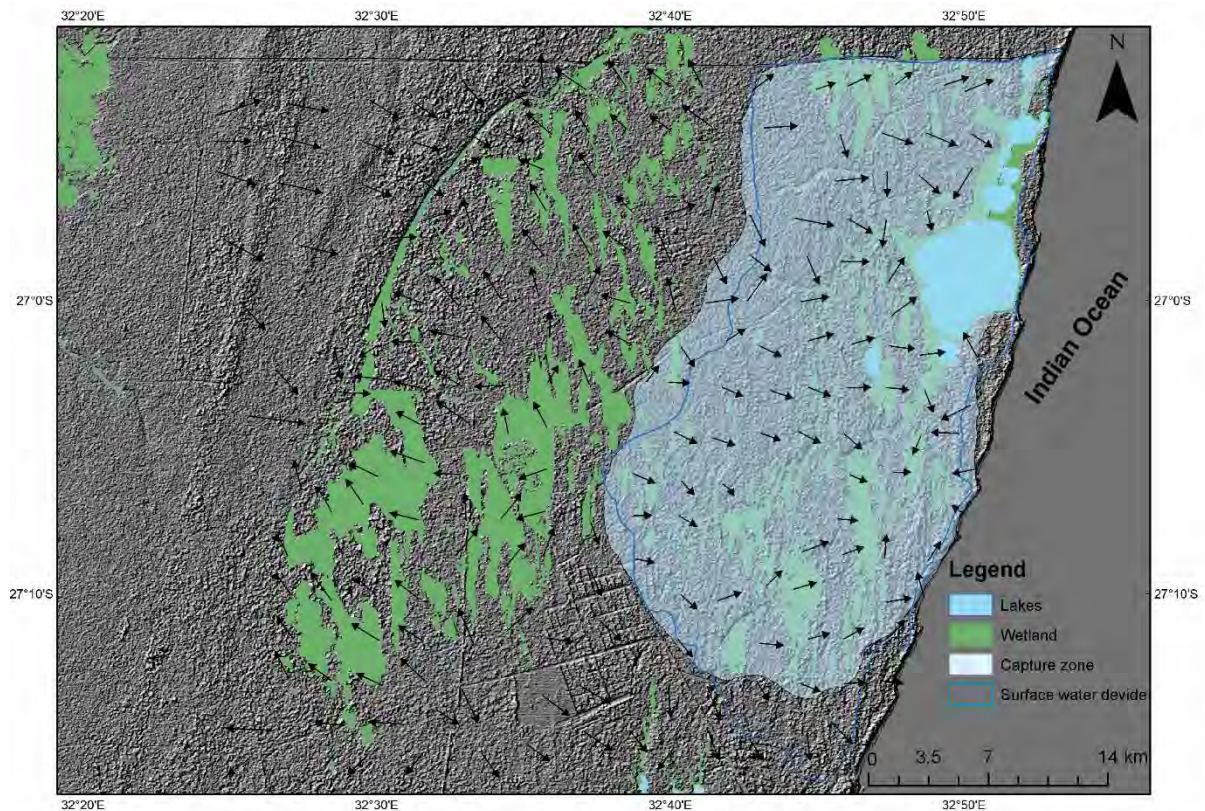 32°20'E 32°30'E 32°40'E 32°50'E
N
27°0'S 27°0'S
Indian Ocean
27°10'S 27°10'S
Legend
Lakes
Wetland
Capture zone
Surface water devide
0 3.5 7 14 km
32°20'E 32°30'E 32°40'E 32°50'E